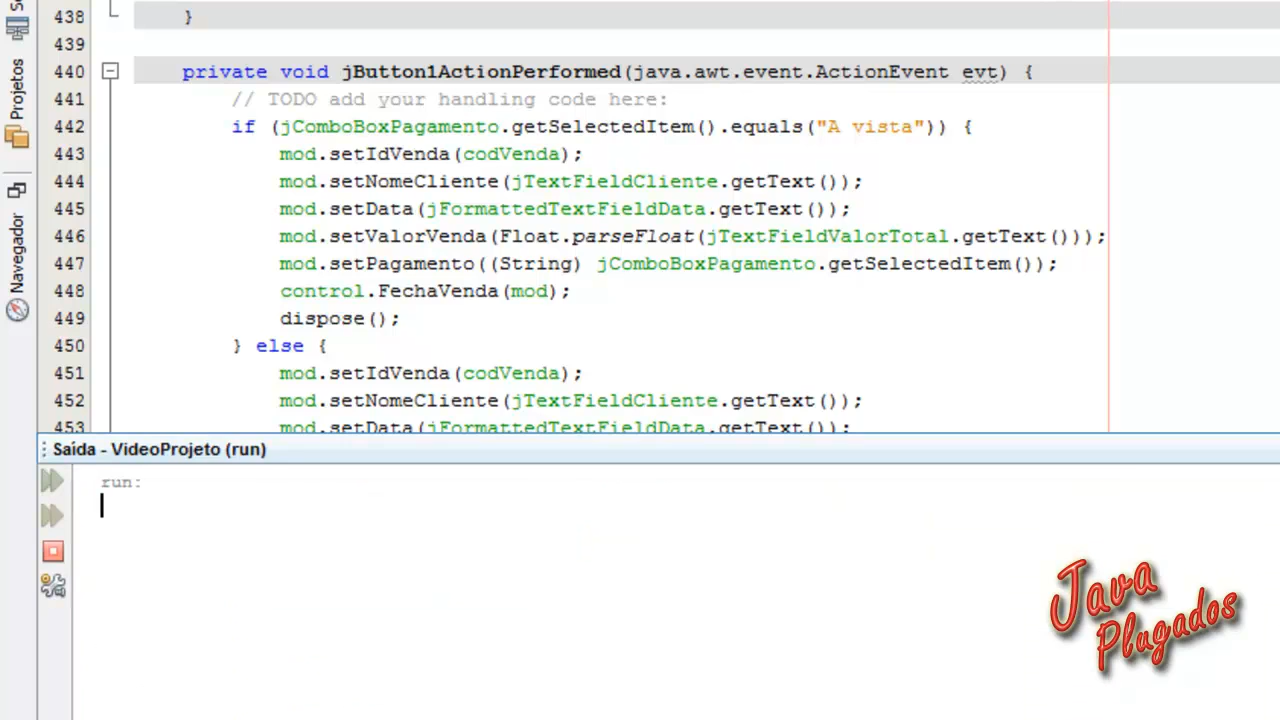 438 }
439
440 private void jButton1ActionPerformed(java.awt.event.ActionEvent evt) {
441 // TODO add your handling code here:
442 if (jComboBoxPagamento.getSelectedItem().equals("A vista")) {
443 mod.setIdVenda(codVenda);
444 mod.setNomeCliente(jTextFieldCliente.getText());
445 mod.setData(jFormattedTextFieldData.getText());
446 mod.setValorVenda(Float.parseFloat(jTextFieldValorTotal.getText()));
447 mod.setPagamento((String) jComboBoxPagamento.getSelectedItem());
448 control.FechaVenda(mod);
449 dispose();
450 } else {
451 mod.setIdVenda(codVenda);
452 mod.setNomeCliente(jTextFieldCliente.getText());
453 mod.setData(jFormattedTextFieldData.getText());
Projetos
Navegador
Saída - VideoProjeto (run)
run:
Java
Plugados